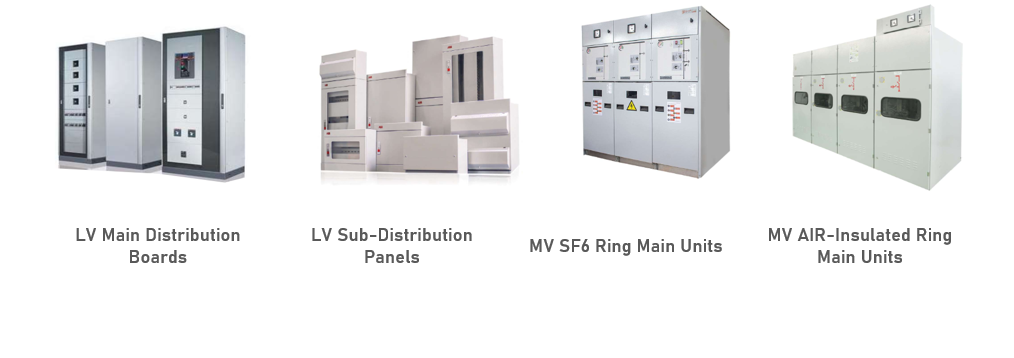 LV Main Distribution
Boards
LV Sub-Distribution
Panels
MV SF6 Ring Main Units
MV AIR-Insulated Ring
Main Units